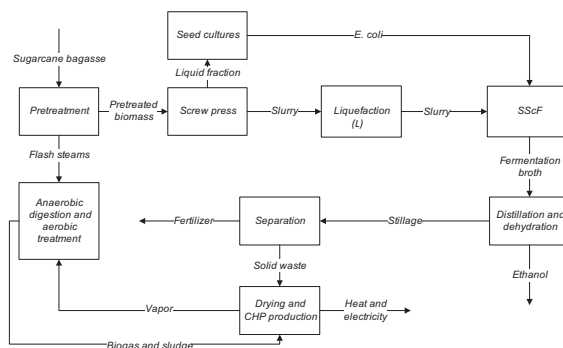 Seed cultures
E. coli
Sugarcane bagasse
Liquid fraction
Pretreatment
Pretreated
biomass
Screw press
Slurry
Liquefaction
(L)
Slurry
SScF
Flash steams
Fermentation
broth
Anaerobic
digestion and
aerobic
treatment
Fertilizer
Separation
Stillage
Distillation and
dehydration
Solid waste
Ethanol
Vapor
Drying and
CHP production
Heat and
electricity
Biogas and sludge